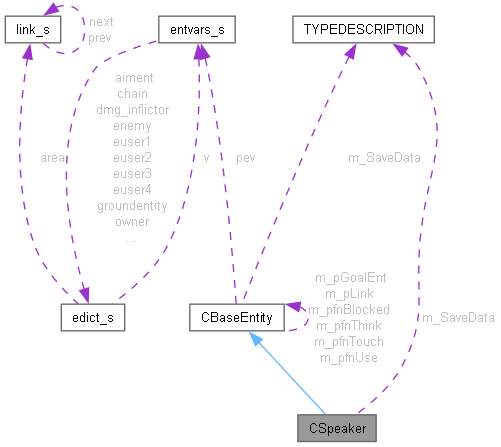 link_s
next
prev
entvars_s
TYPEDESCRIPTION
aiment
chain
dmg_inflictor
enemy
euser1
euser2
euser3
euser4
groundentity
owner
...
area
v
pev
m_SaveData
edict_s
CBaseEntity
m_pGoalEnt
m_pLink
m_pfnBlocked
m_pfnThink
m_pfnTouch
m_pfnUse
m_SaveData
CSpeaker